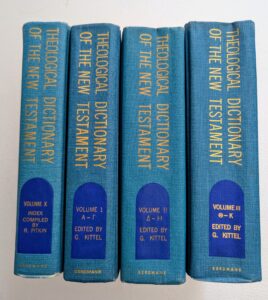 THEOLOGICAL DICTIONARY
OF THE NEW TESTAMENT
VOLUME X
INDEX
COMPILED
BY
R. PITKIN
EERDMANS
THEOLOGICAL DICTIONARY
OF THE NEW TESTAMENT
VOLUME I
Α-Γ
EDITED BY
G. KITTEL
EERDMANS
THEOLOGICAL DICTIONARY
OF THE NEW TESTAMENT
VOLUME II
Δ-Η
EDITED BY
G. KITTEL
EERDMANS
THEOLOGICAL DICTIONARY
OF THE NEW TESTAMENT
VOLUME III
Θ-Κ
EDITED BY
G. KITTEL
EERDMANS